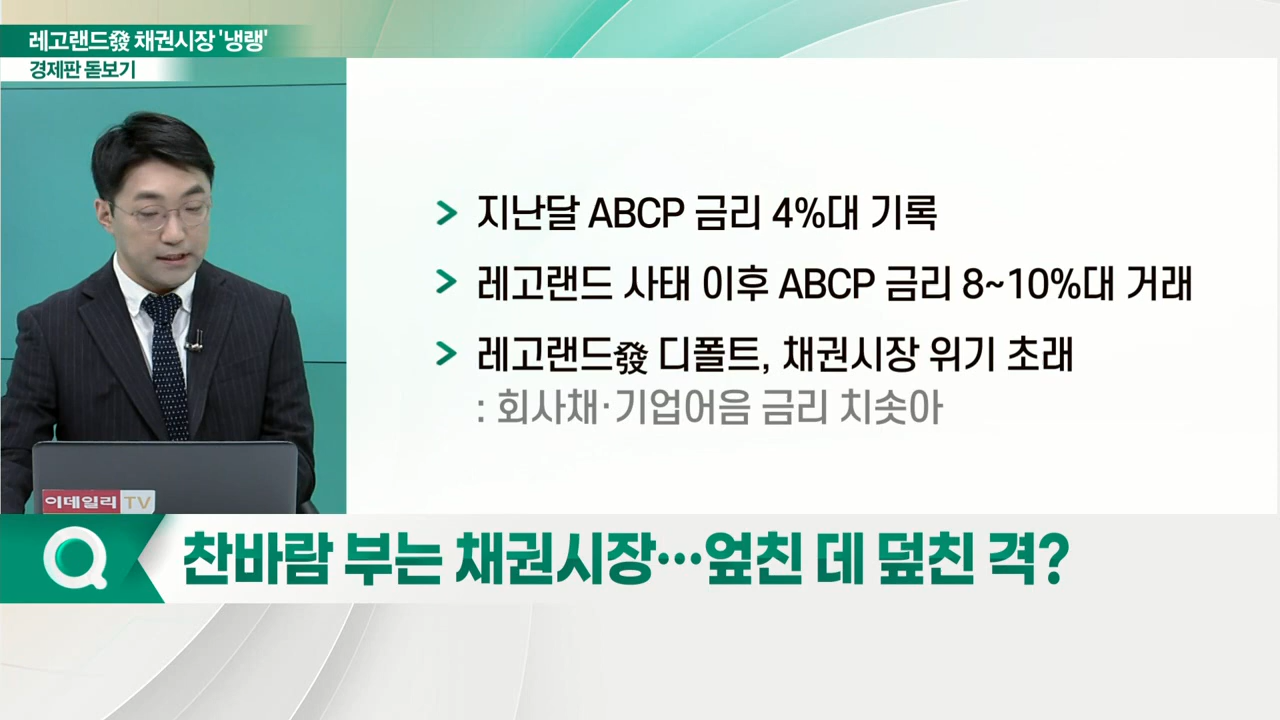 레고랜드發 채권시장 '냉랭'
경제판 돋보기
> 지난달 ABCP 금리 4%대 기록
> 레고랜드 사태 이후 ABCP 금리 8~10%대 거래
> 레고랜드發 디폴트, 채권시장 위기 초래
: 회사채·기업어음 금리 치솟아
이데일리TV
찬바람 부는 채권시장…엎친 데 덮친 격?